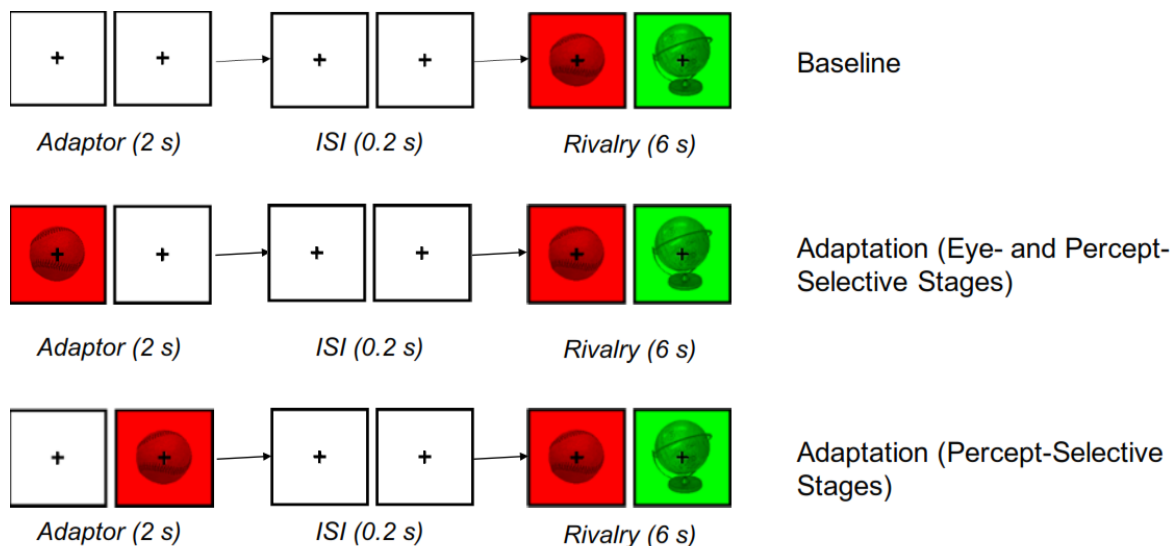 Baseline
Adaptor (2 s)
ISI (0.2 s)
Rivalry (6 s)
Adaptation (Eye- and Percept-
Selective Stages)
Adaptor (2 s)
ISI (0.2 s)
Rivalry (6 s)
Adaptation (Percept-Selective
Stages)
Adaptor (2 s)
ISI (0.2 s)
Rivalry (6 s)